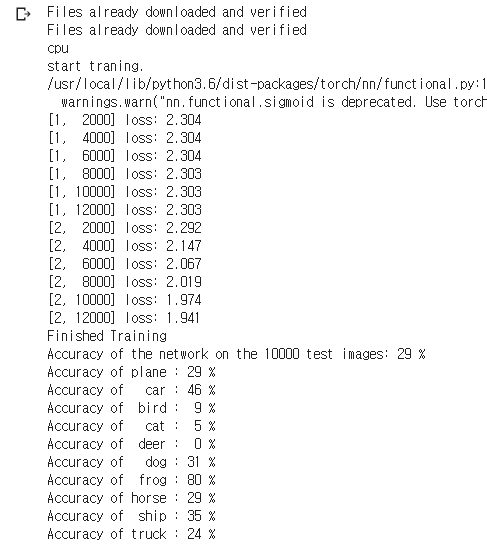 Files already downloaded and verified
Files already downloaded and verified
cpu
start traning.
/usr/local/lib/python3.6/dist-packages/torch/nn/functional.py:1
warnings.warn("nn.functional.sigmoid is deprecated. Use torch
[1,  2000] loss: 2.304
[1,  4000] loss: 2.304
[1,  6000] loss: 2.304
[1,  8000] loss: 2.303
[1, 10000] loss: 2.303
[1, 12000] loss: 2.303
[2,  2000] loss: 2.292
[2,  4000] loss: 2.147
[2,  6000] loss: 2.067
[2,  8000] loss: 2.019
[2, 10000] loss: 1.974
[2, 12000] loss: 1.941
Finished Training
Accuracy of the network on the 10000 test images: 29 %
Accuracy of plane : 29 %
Accuracy of   car : 46 %
Accuracy of  bird :  9 %
Accuracy of   cat :  5 %
Accuracy of  deer :  0 %
Accuracy of   dog : 31 %
Accuracy of  frog : 80 %
Accuracy of horse : 29 %
Accuracy of  ship : 35 %
Accuracy of truck : 24 %